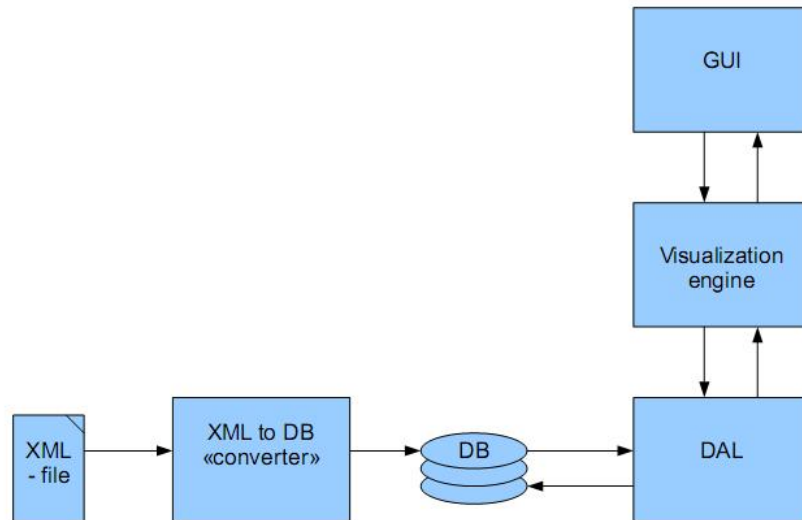 GUI
Visualization
engine
XML
- file
XML to DB
«converter»
DB
DAL